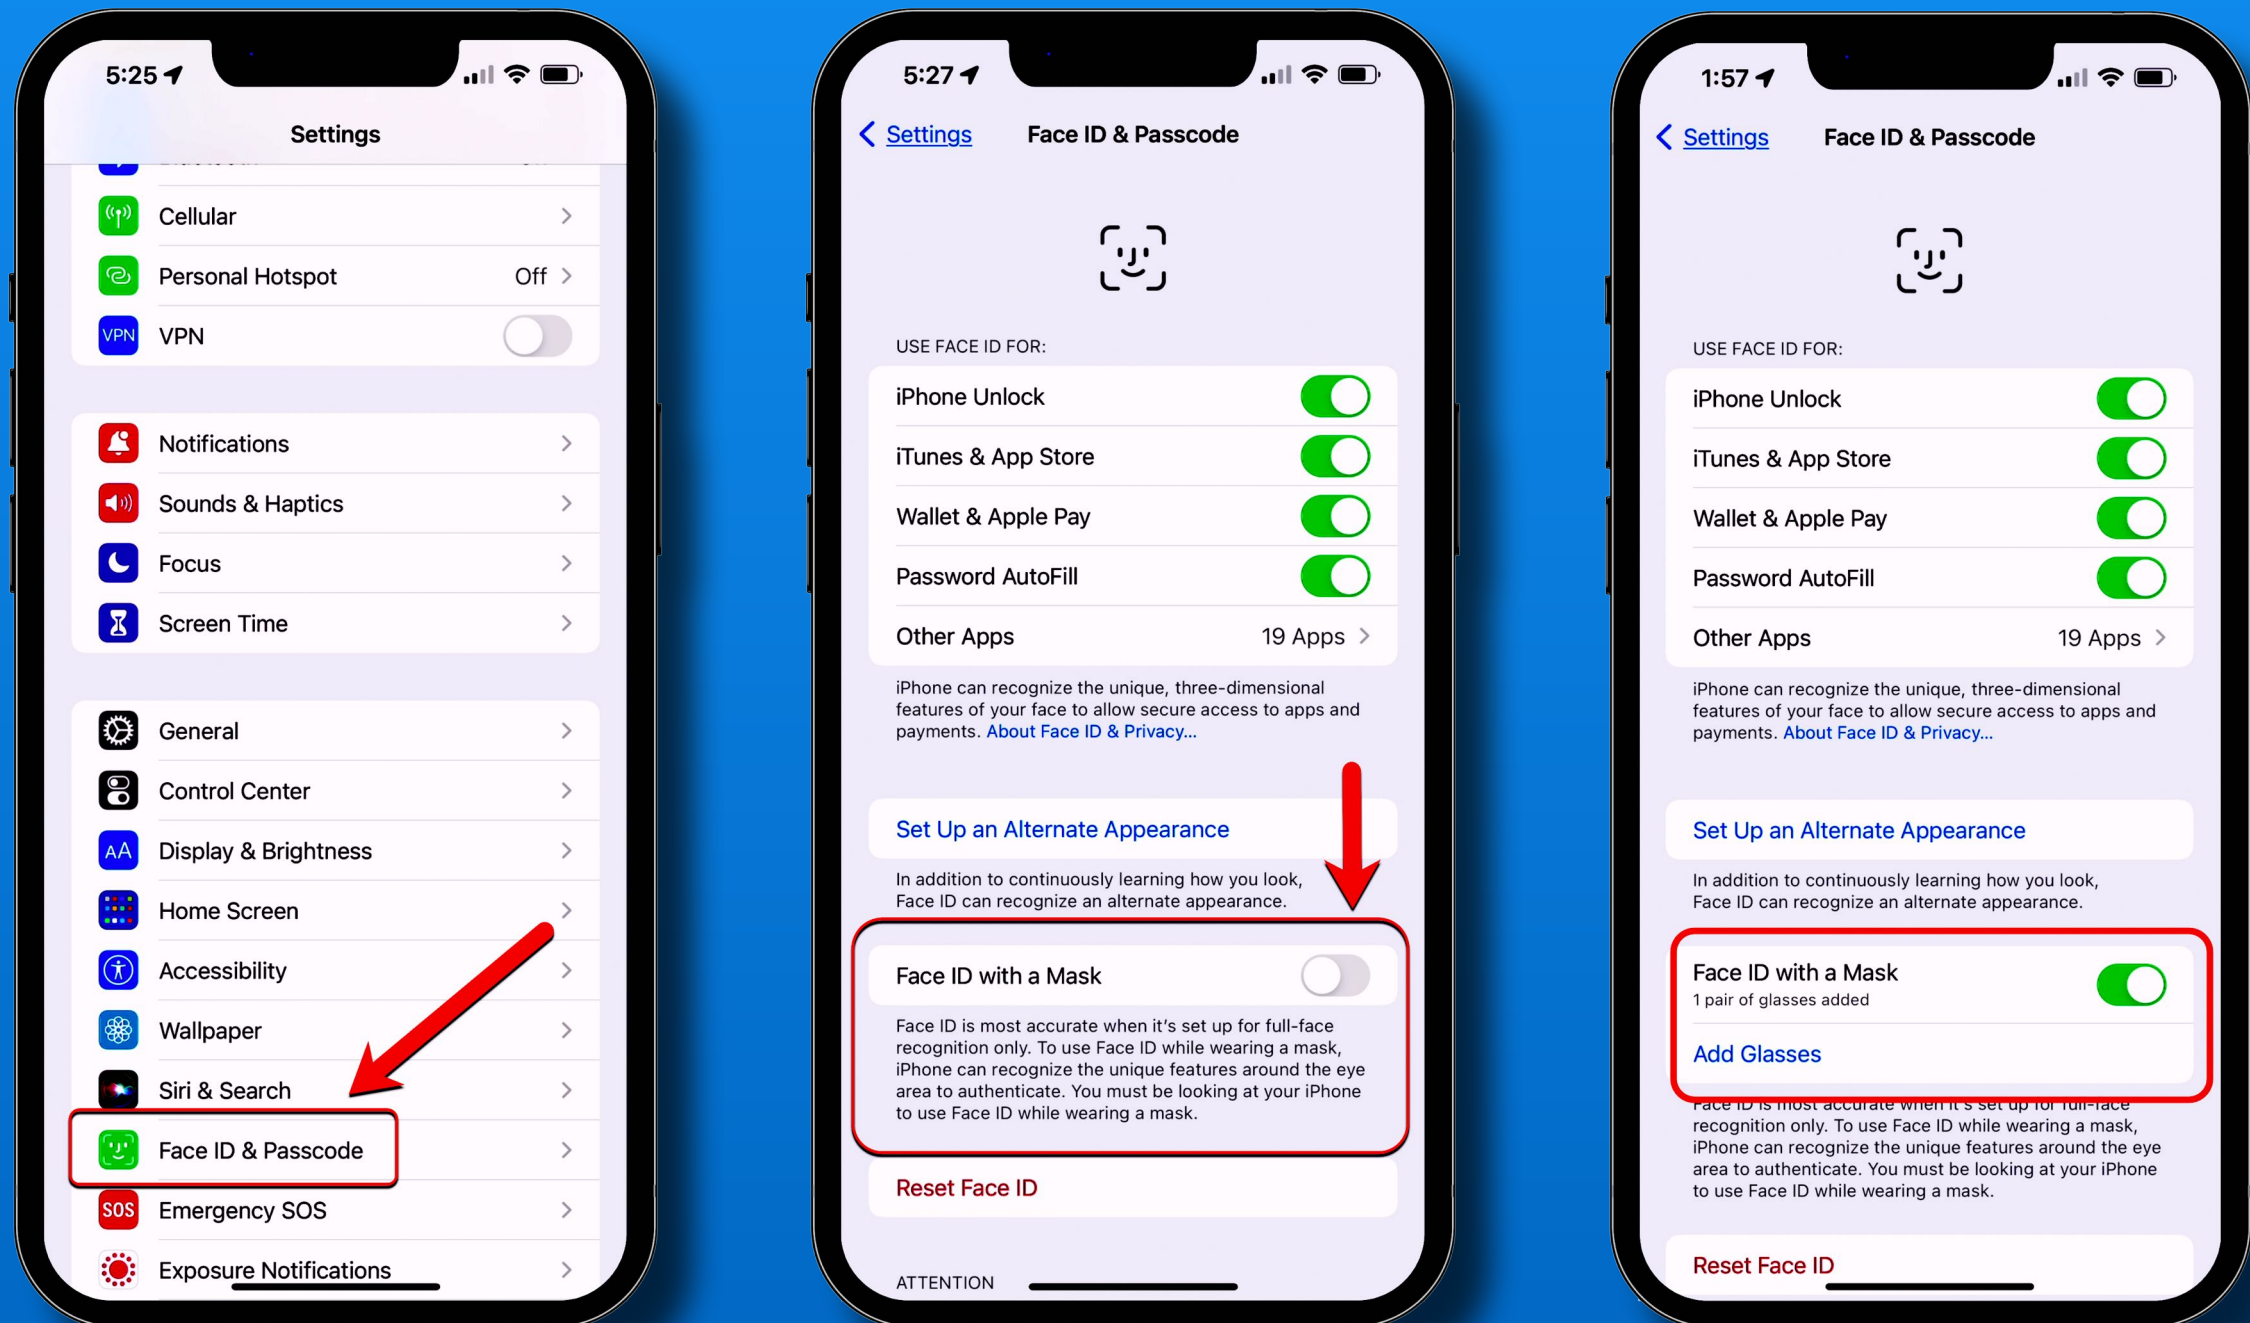 5:25
Settings
Cellular
Personal Hotspot Off
VPN VPN
Notifications
Sounds & Haptics
Focus
Screen Time
General
Control Center
AA Display & Brightness
Home Screen
Accessibility
Wallpaper
Siri & Search
Face ID & Passcode
SOS Emergency SOS
Exposure Notifications
5:27
Settings Face ID & Passcode
USE FACE ID FOR:
iPhone Unlock
iTunes & App Store
Wallet & Apple Pay
Password AutoFill
Other Apps 19 Apps
iPhone can recognize the unique, three-dimensional
features of your face to allow secure access to apps and
payments. About Face ID & Privacy...
Set Up an Alternate Appearance
In addition to continuously learning how you look,
Face ID can recognize an alternate appearance.
Face ID with a Mask
Face ID is most accurate when it's set up for full-face
recognition only. To use Face ID while wearing a mask,
iPhone can recognize the unique features around the eye
area to authenticate. You must be looking at your iPhone
to use Face ID while wearing a mask.
Reset Face ID
ATTENTION
1:57
Settings Face ID & Passcode
USE FACE ID FOR:
iPhone Unlock
iTunes & App Store
Wallet & Apple Pay
Password AutoFill
Other Apps 19 Apps
iPhone can recognize the unique, three-dimensional
features of your face to allow secure access to apps and
payments. About Face ID & Privacy...
Set Up an Alternate Appearance
In addition to continuously learning how you look,
Face ID can recognize an alternate appearance.
Face ID with a Mask
1 pair of glasses added
Add Glasses
Face ID is most accurate when it's set up for full-face
recognition only. To use Face ID while wearing a mask,
iPhone can recognize the unique features around the eye
area to authenticate. You must be looking at your iPhone
to use Face ID while wearing a mask.
Reset Face ID